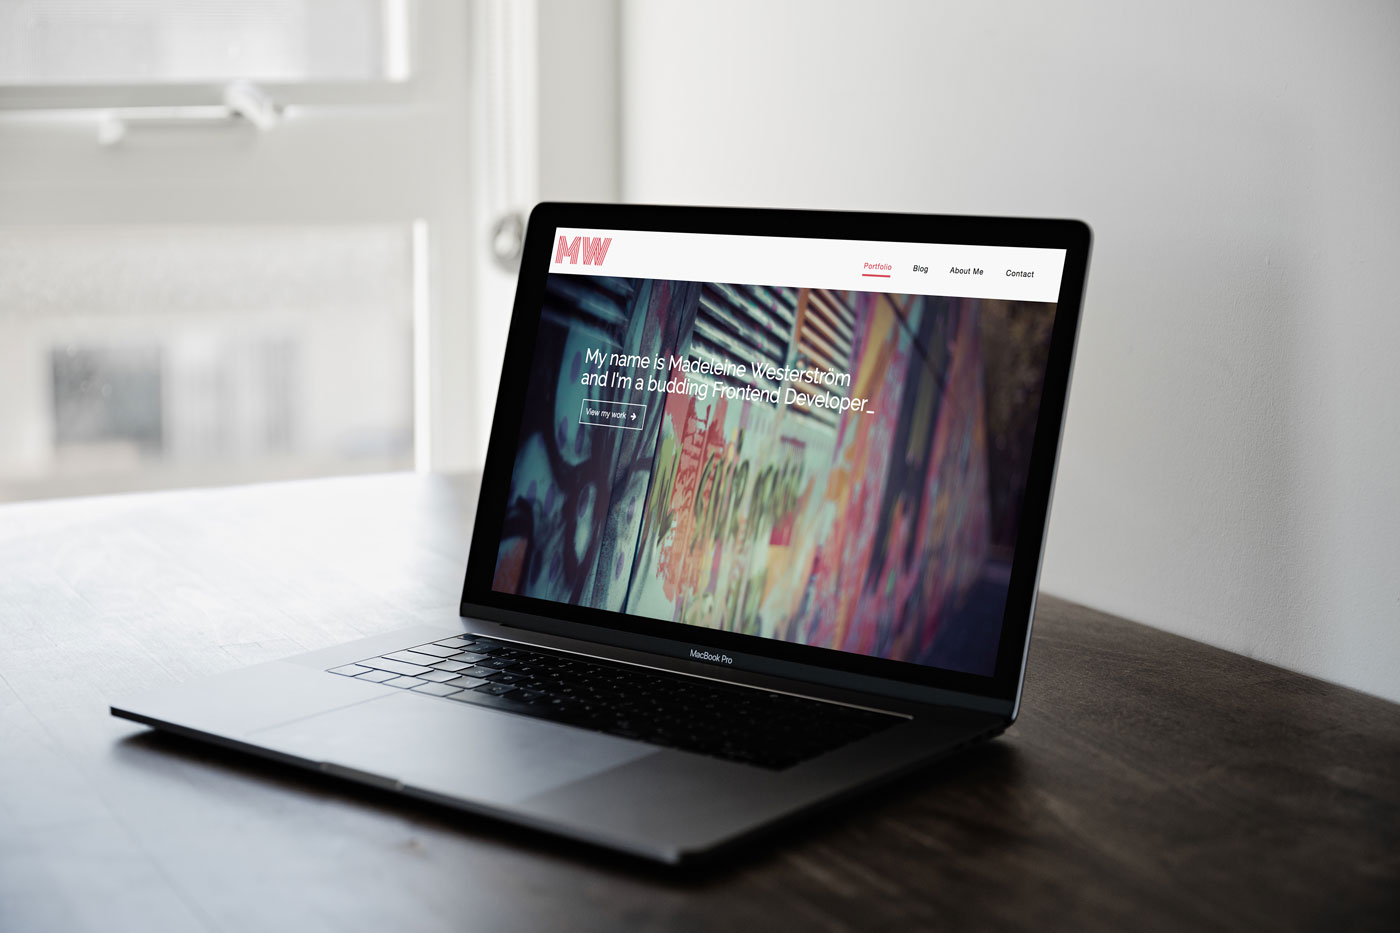 MW
Portfolio Blog About Me Contact
My name is Madeleine Westerström
and I'm a budding Frontend Developer_
View my work →
MacBook Pro